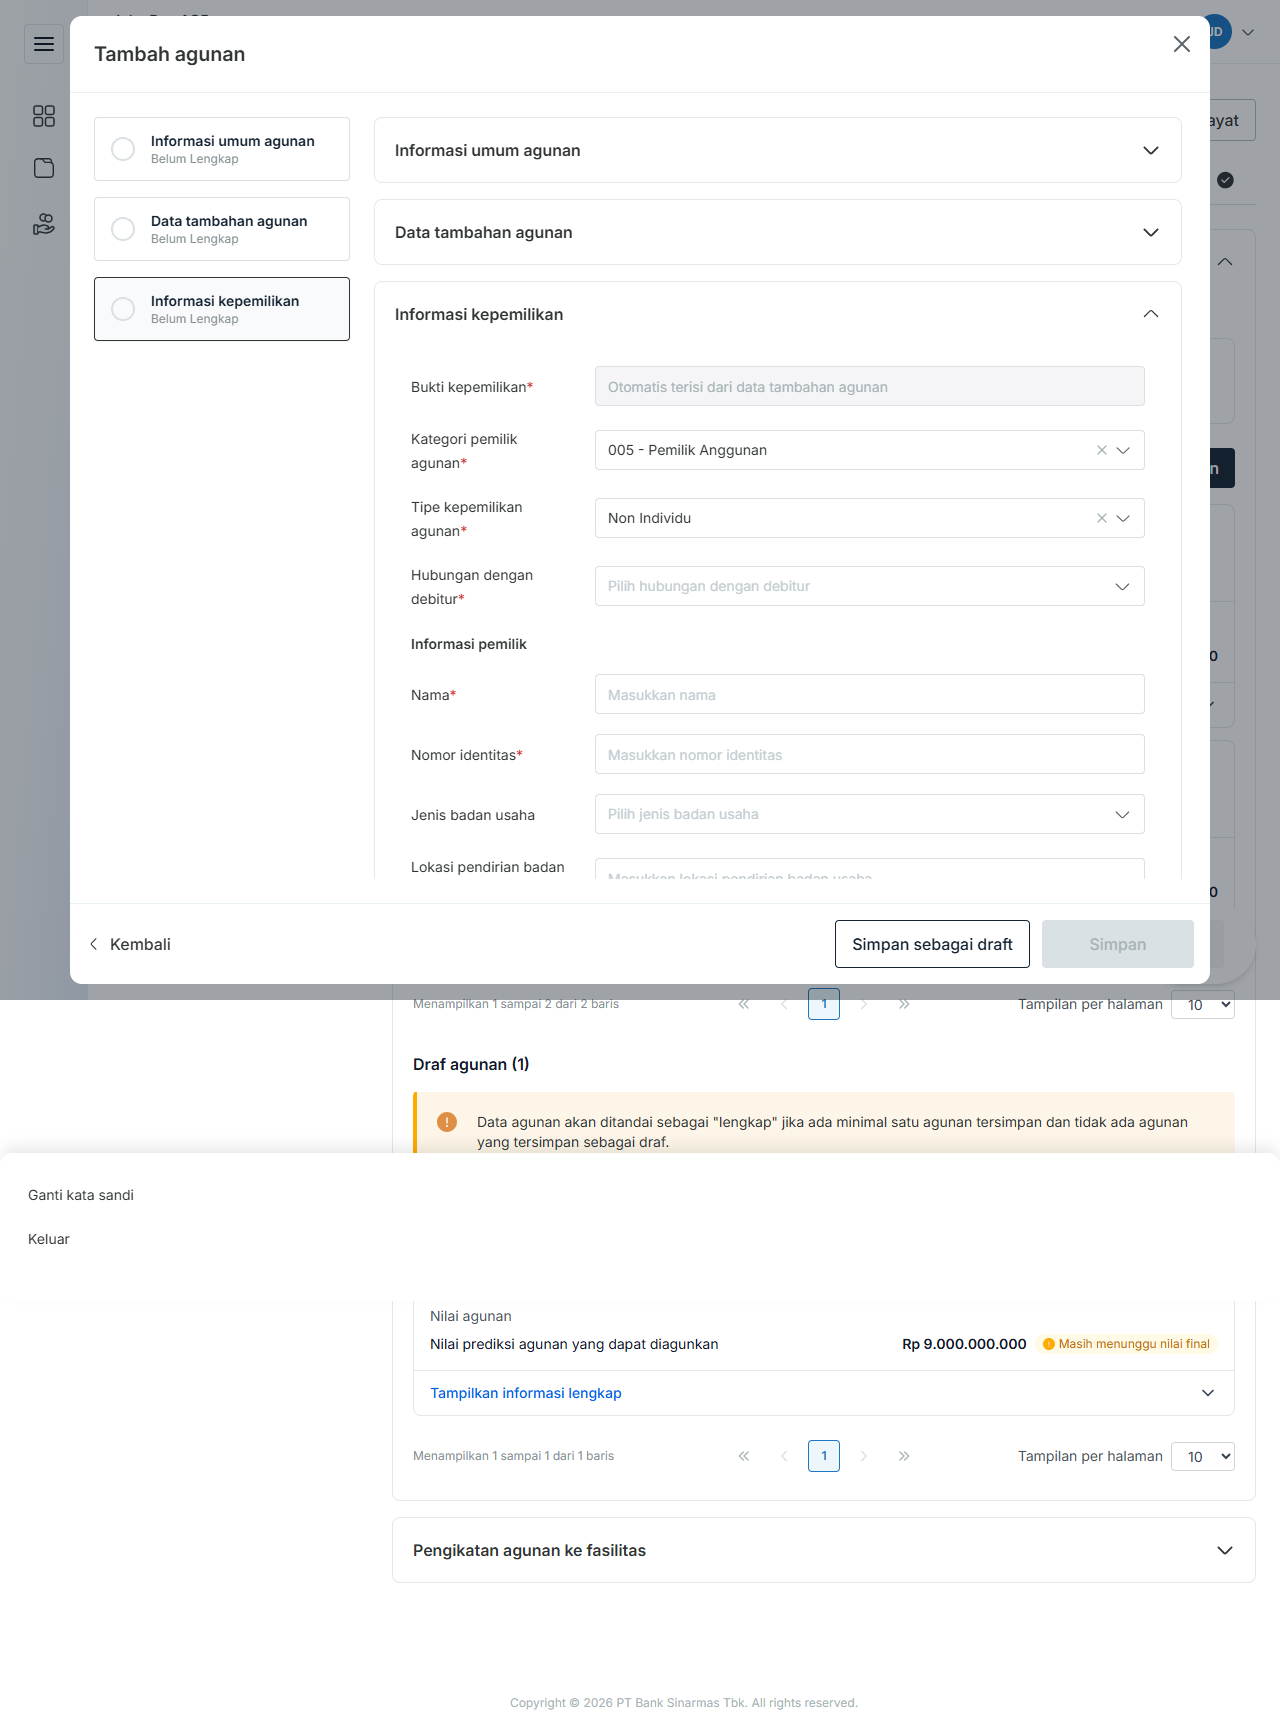 Tambah agunan
JD
ayat
Informasi umum agunan
Belum Lengkap
Data tambahan agunan
Belum Lengkap
Informasi kepemilikan
Belum Lengkap
Informasi umum agunan
Data tambahan agunan
Informasi kepemilikan
Bukti kepemilikan*
Otomatis terisi dari data tambahan agunan
Kategori pemilik
agunan*
005 - Pemilik Anggunan
Tipe kepemilikan
agunan*
Non Individu
Hubungan dengan
debitur*
Pilih hubungan dengan debitur
Informasi pemilik
Nama*
Masukkan nama
Nomor identitas*
Masukkan nomor identitas
Jenis badan usaha
Pilih jenis badan usaha
Lokasi pendirian badan
Masukkan lokasi pendirian badan usaha
n
0
0
Kembali
Simpan sebagai draft
Simpan
Menampilkan 1 sampai 2 dari 2 baris
1
Tampilan per halaman
10
Draf agunan (1)
Data agunan akan ditandai sebagai "lengkap" jika ada minimal satu agunan tersimpan dan tidak ada agunan
yang tersimpan sebagai draf.
Ganti kata sandi
Keluar
Nilai agunan
Nilai prediksi agunan yang dapat diagunkan
Rp 9.000.000.000
Masih menunggu nilai final
Tampilkan informasi lengkap
Menampilkan 1 sampai 1 dari 1 baris
1
Tampilan per halaman
10
Pengikatan agunan ke fasilitas
Copyright © 2026 PT Bank Sinarmas Tbk. All rights reserved.